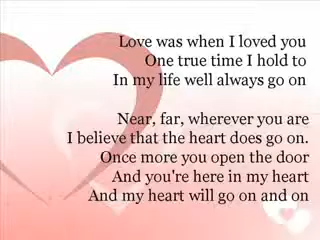 Love was when I loved you
One true time I hold to
In my life well always go on
Near, far, wherever you are
I believe that the heart does go on.
Once more you open the door
And you're here in my heart
And my heart will go on and on